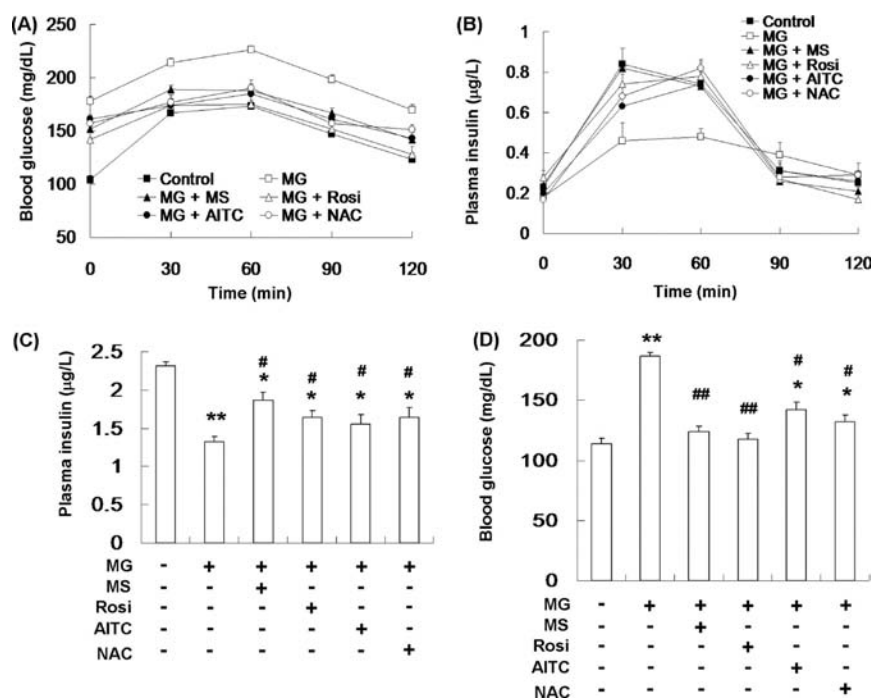 (A)
Blood glucose (mg/dL)
250
200
150
100
50
Control MG
MG + MS MG + Rosi
MG + AITC MG + NAC
0 30 60 90 120
Time (min)
(B)
Plasma insulin (µg/L)
1
0.8
0.6
0.4
0.2
0
Control
MG
MG + MS
MG + Rosi
MG + AITC
MG + NAC
0 30 60 90 120
Time (min)
(C)
Plasma insulin (µg/L)
2.5
2
1.5
1
0.5
0
# # # #
** * * * *
MG - + + + + +
MS - - + - - -
Rosi - - - + - -
AITC - - - - + -
NAC - - - - - +
(D)
Blood glucose (mg/dL)
200
150
100
50
0
** # #
## ## * *
MG - + + + + +
MS - - + - - -
Rosi - - - + - -
AITC - - - - + -
NAC - - - - - +